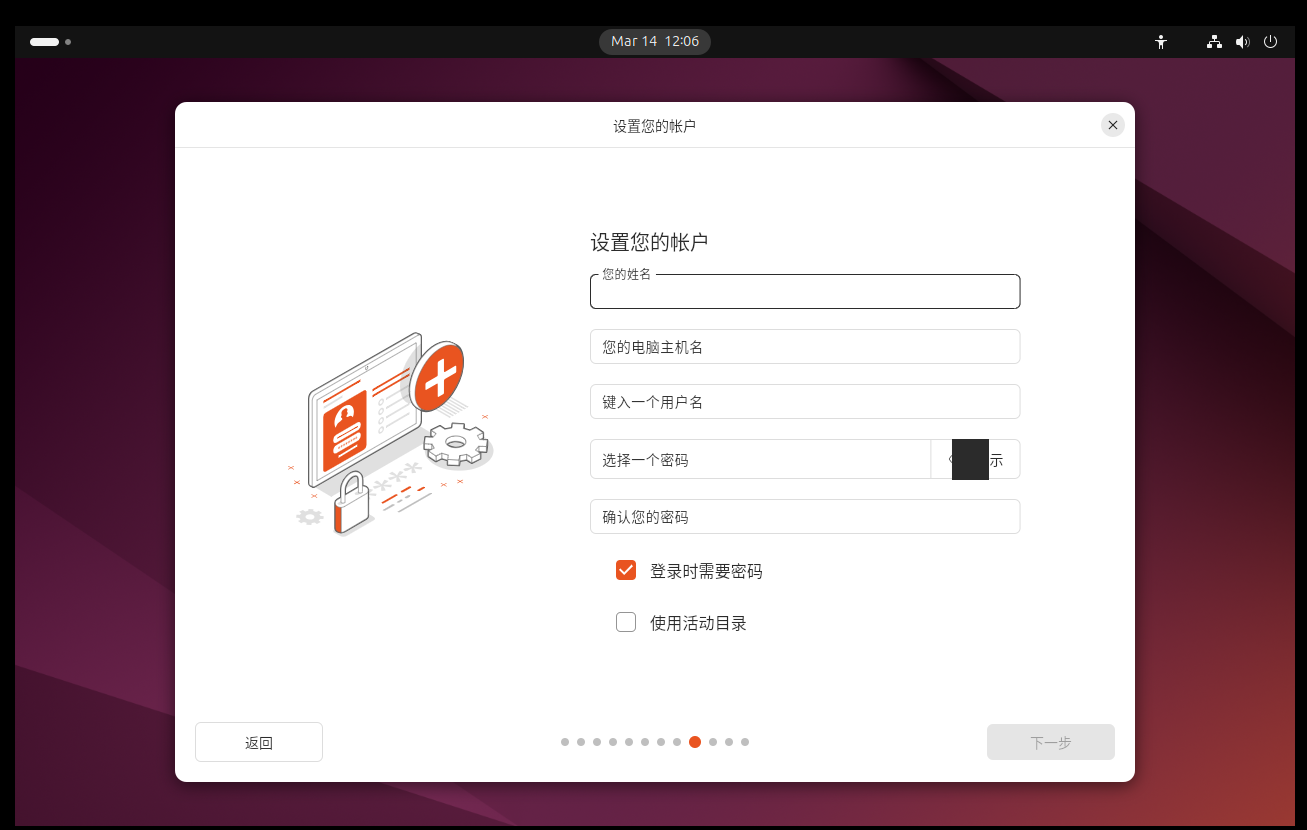 Mar 14 12:06
设置您的帐户
设置您的帐户
您的姓名
您的电脑主机名
键入一个用户名
选择一个密码
示
确认您的密码
登录时需要密码
使用活动目录
返回
下一步